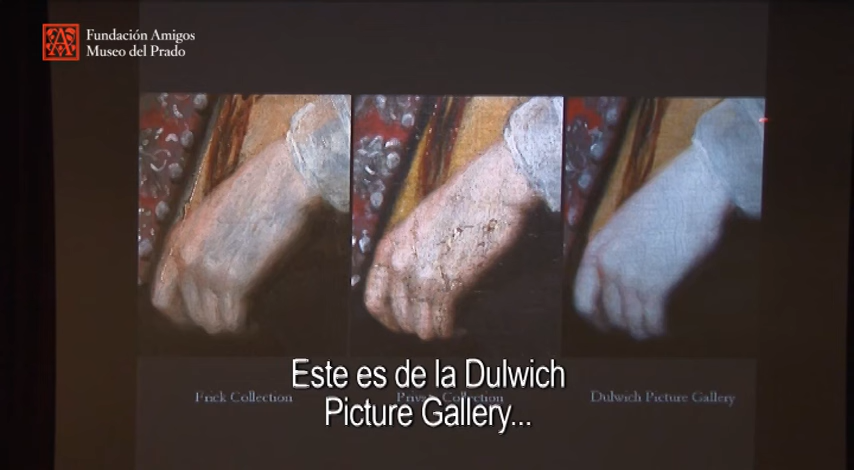 Fundación Amigos
Museo del Prado
Frick Collection
Private Collection
Dulwich Picture Gallery
Este es de la Dulwich
Picture Gallery...